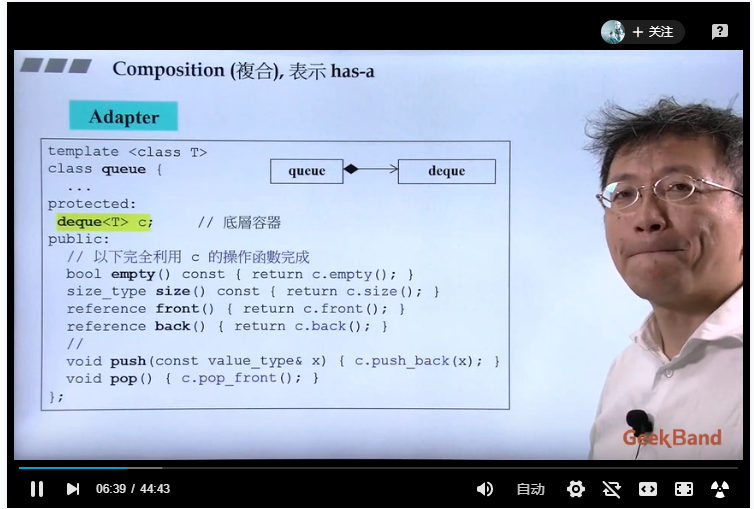 + 关注
Composition (複合), 表示 has-a
Adapter
template <class T>
class queue {
queue
deque
...
protected:
deque<T> c; // 底層容器
public:
// 以下完全利用 c 的操作函數完成
bool empty() const { return c.empty(); }
size_type size() const { return c.size(); }
reference front() { return c.front(); }
reference back() { return c.back(); }
//
void push(const value_type& x) { c.push_back(x); }
void pop() { c.pop_front(); }
};
GeekBand
06:39 / 44:43
自动